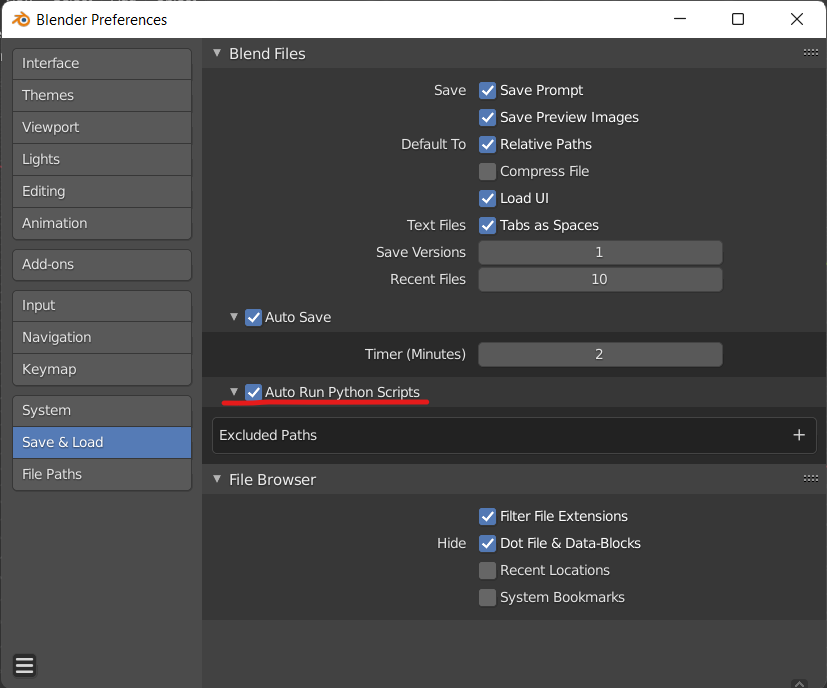 Blender Preferences
Interface
Themes
Viewport
Lights
Editing
Animation
Add-ons
Input
Navigation
Keymap
System
Save & Load
File Paths
Blend Files
Save Save Prompt
Save Preview Images
Default To Relative Paths
Compress File
Load UI
Text Files Tabs as Spaces
Save Versions 1
Recent Files 10
Auto Save
Timer (Minutes) 2
Auto Run Python Scripts
Excluded Paths
File Browser
Filter File Extensions
Hide Dot File & Data-Blocks
Recent Locations
System Bookmarks